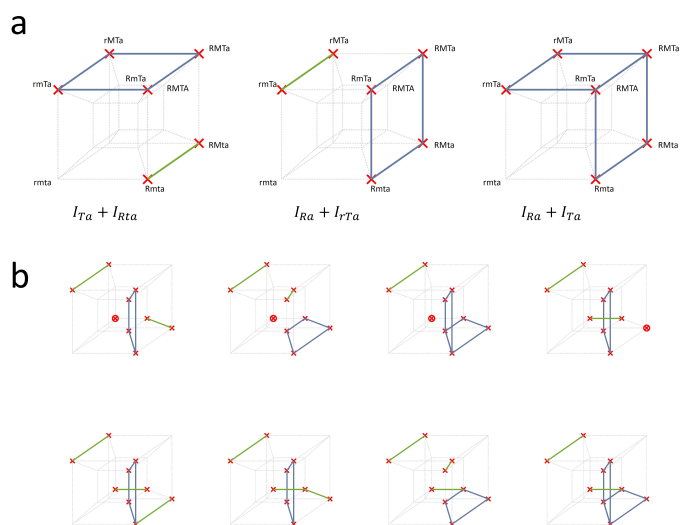 a
rMTa RMTa rMTa RMTa rMTa RMTa
rmTa RmTa RMTA rmTa RmTa RMTA rmTa RmTa RMTA
RMta RMta RMta
rmta Rmta rmta Rmta rmta Rmta
I_{Ta} + I_{Rta} I_{Ra} + I_{rTa} I_{Ra} + I_{Ta}
b